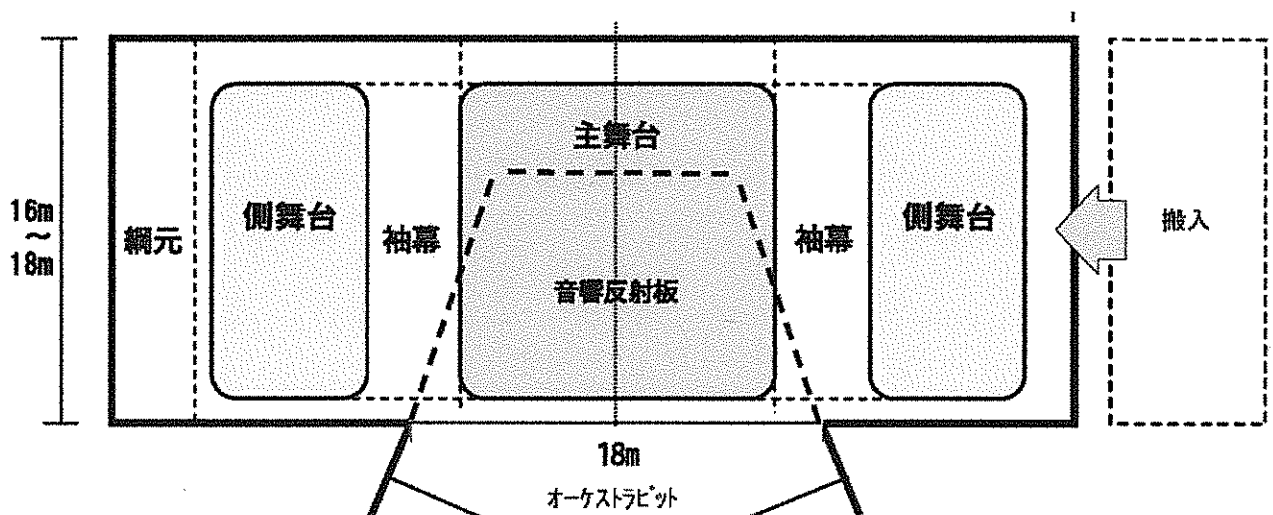 主舞台
16m
～
18m
綱元
側舞台
袖幕
音響反射板
袖幕
側舞台
搬入
18m
オーケストラピット